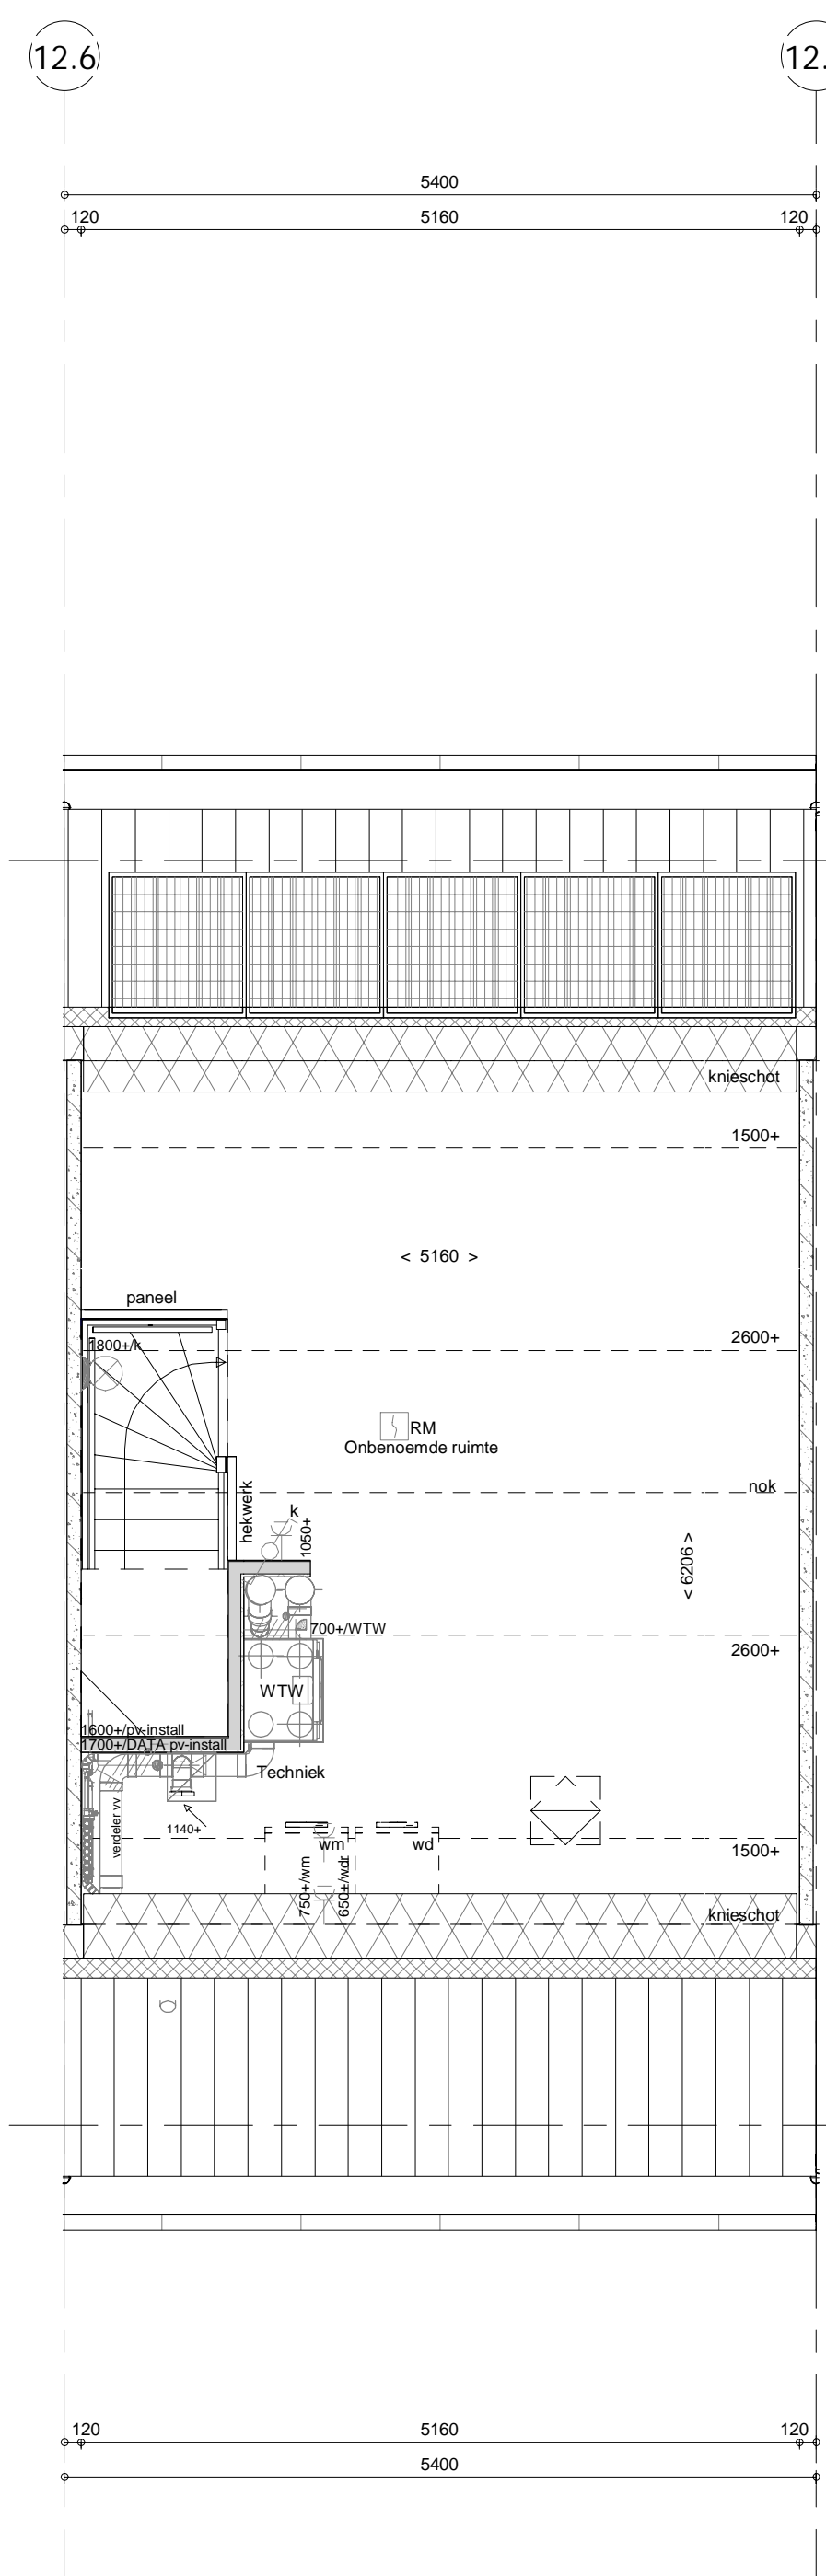 12.6
12.
5400
120
5160
120
knieschot
1500+
< 5160 >
paneel
1800+/k
2600+
RM
Onbenoemde ruimte
nok
hekwerk
k
1050+
< 6206 >
700+/WTW
2600+
WTW
1600+/pv-install
1700+/DATA pv-install
Techniek
verdeler vv
1140+
wm
wd
750+/wm
650+/wdr
1500+
knieschot
120
5160
120
5400